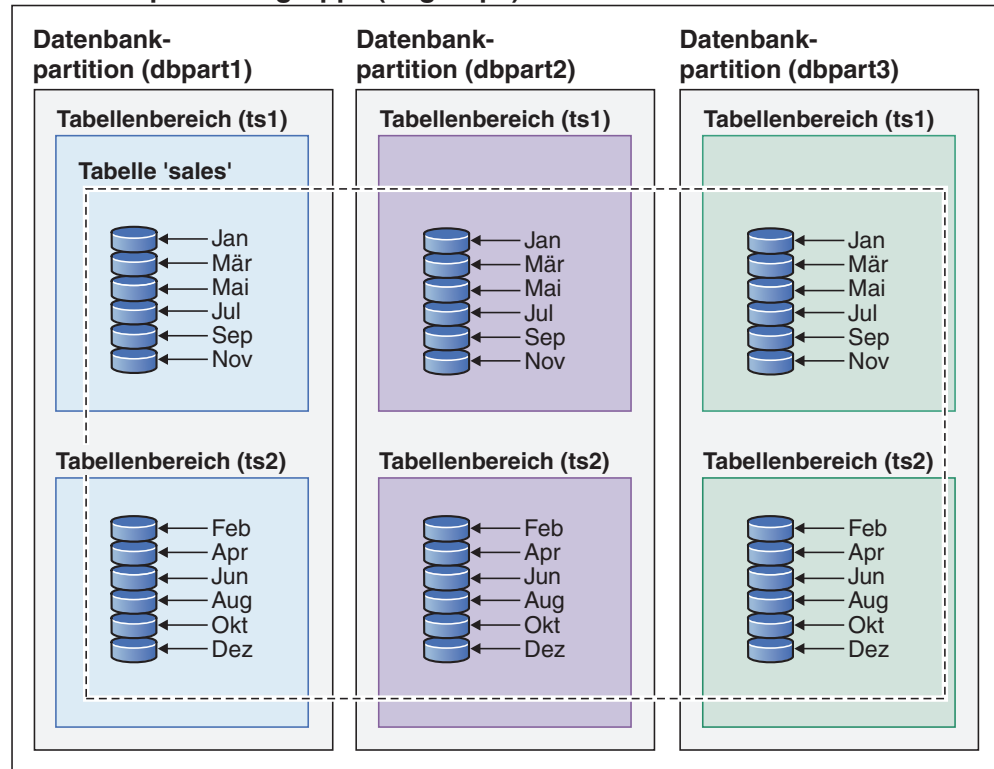 Datenbank-
partition (dbpart1)
Tabellenbereich (ts1)
Tabelle 'sales'
Jan
Mär
Mai
Jul
Sep
Nov
Tabellenbereich (ts2)
Feb
Apr
Jun
Aug
Okt
Dez
Datenbank-
partition (dbpart2)
Tabellenbereich (ts1)
Jan
Mär
Mai
Jul
Sep
Nov
Tabellenbereich (ts2)
Feb
Apr
Jun
Aug
Okt
Dez
Datenbank-
partition (dbpart3)
Tabellenbereich (ts1)
Jan
Mär
Mai
Jul
Sep
Nov
Tabellenbereich (ts2)
Feb
Apr
Jun
Aug
Okt
Dez